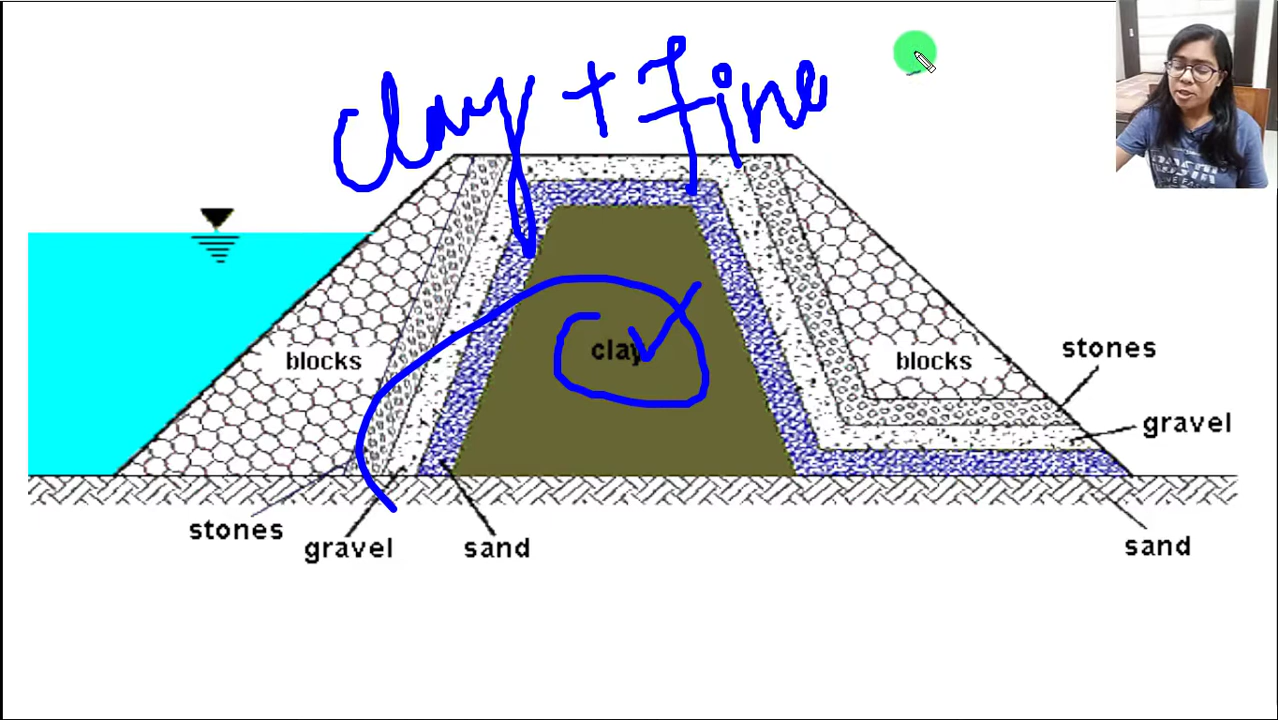 Clay + Fine
clay
blocks
blocks
stones
gravel
stones
gravel
sand
sand